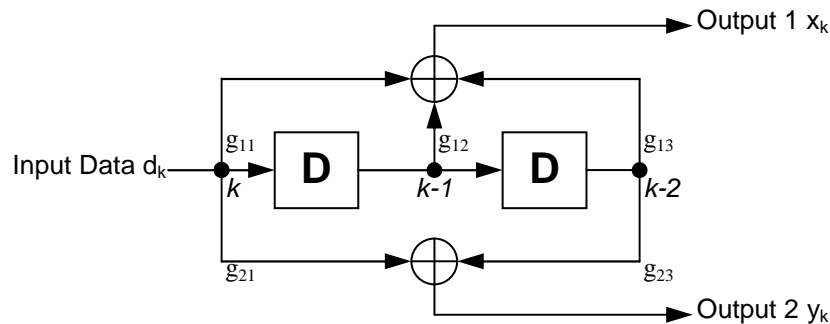 Output 1 xk
g11
g12
g13
Input Data dk
D
D
k
k-1
k-2
g21
g23
Output 2 yk